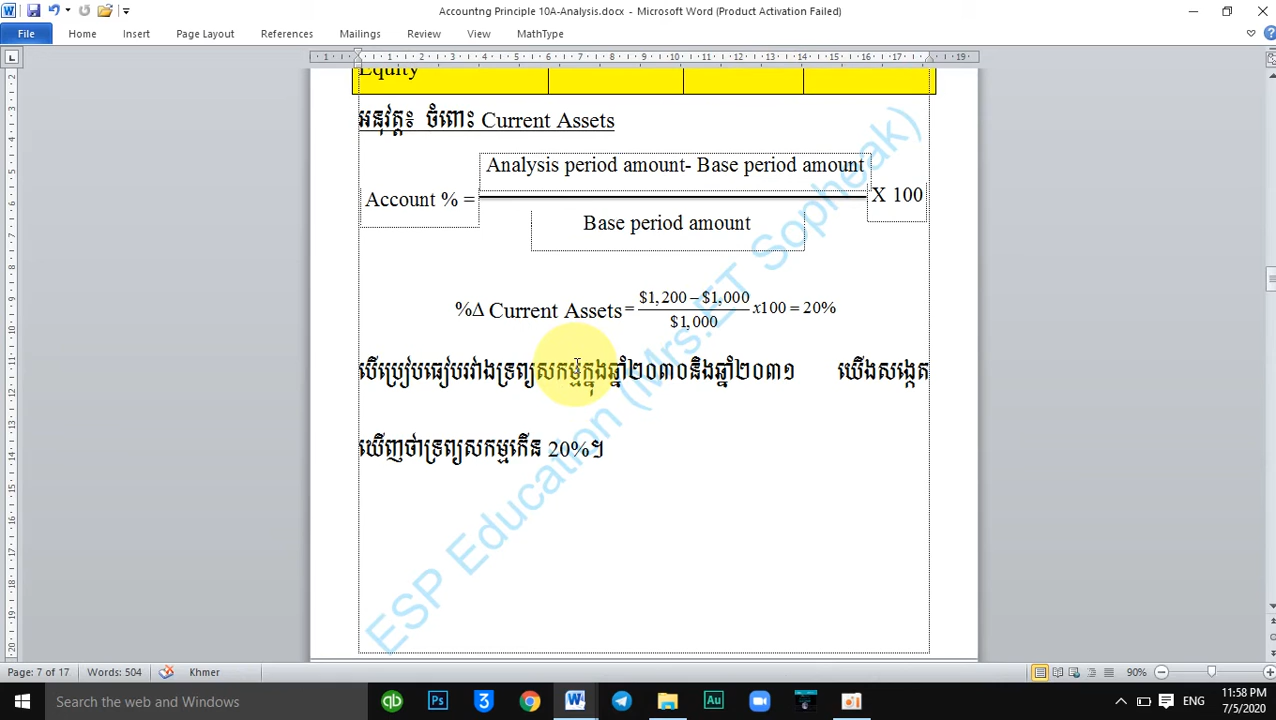 Accountng Principle 10A-Analysis.docx - Microsoft Word (Product Activation Failed)
File Home Insert Page Layout References Mailings Review View MathType
Equity
អនុវត្ត៖ ចំពោះ Current Assets
Analysis period amount- Base period amount
Account % = X 100
Base period amount
%Δ Current Assets = $1,200 – $1,000 / $1,000 x100 = 20%
បើប្រៀបធៀបរវាងទ្រព្យសកម្មក្នុងឆ្នាំ២០៣០និងឆ្នាំ២០៣១ យើងសង្កេត
ឃើញថាទ្រព្យសកម្មកើន 20%។
ESP Education (Mrs.ET Sopheak)
Page: 7 of 17 Words: 504 Khmer 90%
Search the web and Windows
ENG
11:58 PM
7/5/2020